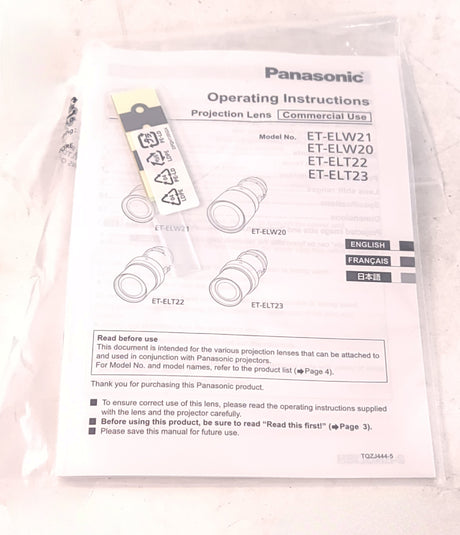 Panasonic
Operating Instructions
Projection Lens Commercial Use
Model No. ET-ELW21
ET-ELW20
ET-ELT22
ET-ELT23
ET-ELW21
ET-ELW20
ENGLISH
FRANÇAIS
日本語
ET-ELT22
ET-ELT23
Read before use
This document is intended for the various projection lenses that can be attached to
and used in conjunction with Panasonic projectors.
For Model No. and model names, refer to the product list (➡Page 4).
Thank you for purchasing this Panasonic product.
■ To ensure correct use of this lens, please read the operating instructions supplied
with the lens and the projector carefully.
■ Before using this product, be sure to read “Read this first!” (➡Page 3).
■ Please save this manual for future use.
TQZJ444-5